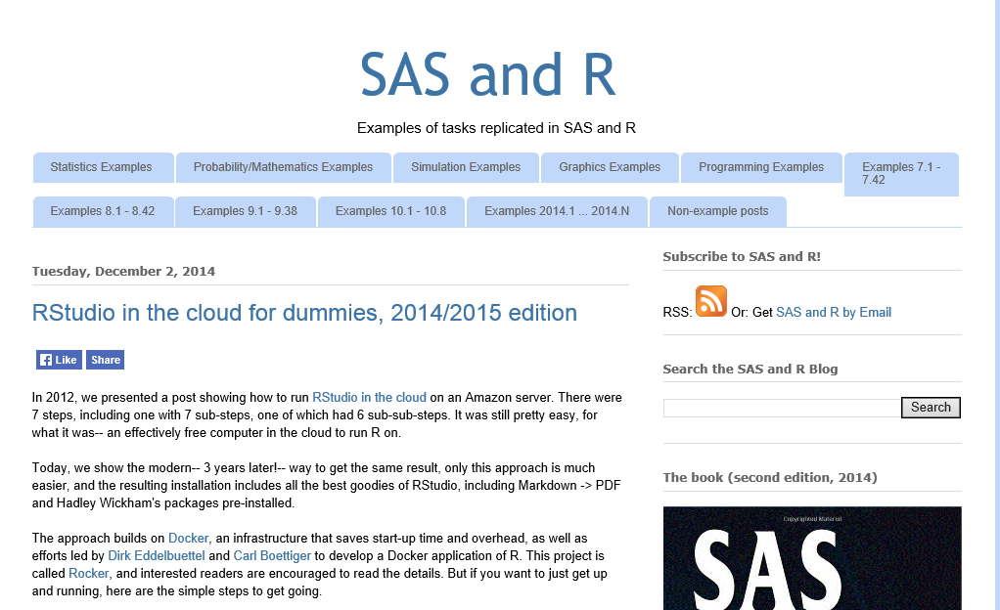 SAS and R
Examples of tasks replicated in SAS and R
Statistics Examples
Probability/Mathematics Examples
Simulation Examples
Graphics Examples
Programming Examples
Examples 7.1 -
7.42
Examples 8.1 - 8.42
Examples 9.1 - 9.38
Examples 10.1 - 10.8
Examples 2014.1 ... 2014.N
Non-example posts
Tuesday, December 2, 2014
RStudio in the cloud for dummies, 2014/2015 edition
Like
Share
In 2012, we presented a post showing how to run RStudio in the cloud on an Amazon server. There were
7 steps, including one with 7 sub-steps, one of which had 6 sub-sub-steps. It was still pretty easy, for
what it was-- an effectively free computer in the cloud to run R on.
Today, we show the modern-- 3 years later!-- way to get the same result, only this approach is much
easier, and the resulting installation includes all the best goodies of RStudio, including Markdown -> PDF
and Hadley Wickham's packages pre-installed.
The approach builds on Docker, an infrastructure that saves start-up time and overhead, as well as
efforts led by Dirk Eddelbuettel and Carl Boettiger to develop a Docker application of R. This project is
called Rocker, and interested readers are encouraged to read the details. But if you want to just get up
and running, here are the simple steps to get going.
Subscribe to SAS and R!
RSS: Or: Get SAS and R by Email
Search the SAS and R Blog
Search
The book (second edition, 2014)
Copyrighted Material
SAS